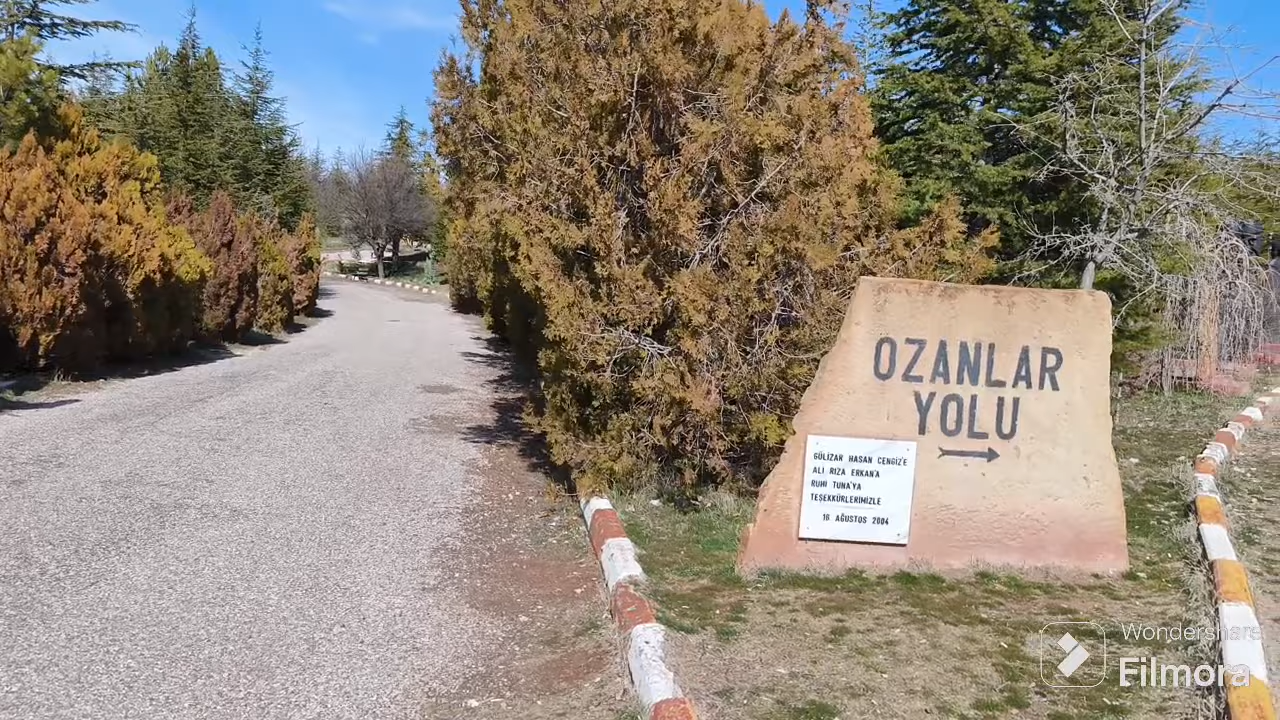 OZANLAR
YOLU
GÜLİZAR HASAN CENGİZ'E
ALİ RIZA ERKAN'A
RUHİ TUNA'YA
TEŞEKKÜRLERİMİZLE
16 AĞUSTOS 2004
Wondershare
Filmora